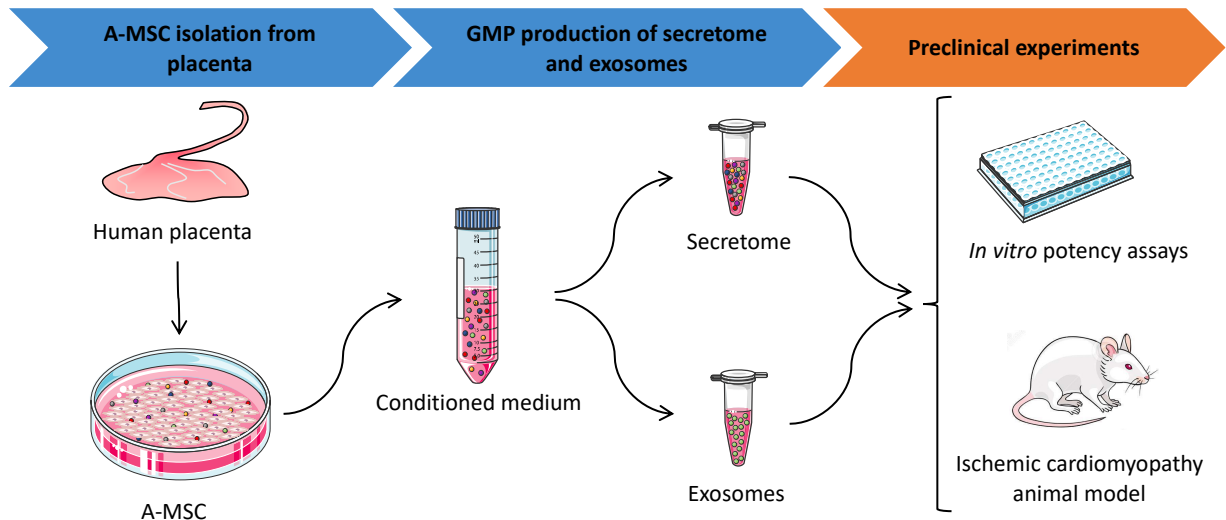 A-MSC isolation from
placenta
GMP production of secretome
and exosomes
Preclinical experiments
Human placenta
A-MSC
Conditioned medium
Secretome
Exosomes
In vitro potency assays
Ischemic cardiomyopathy
animal model